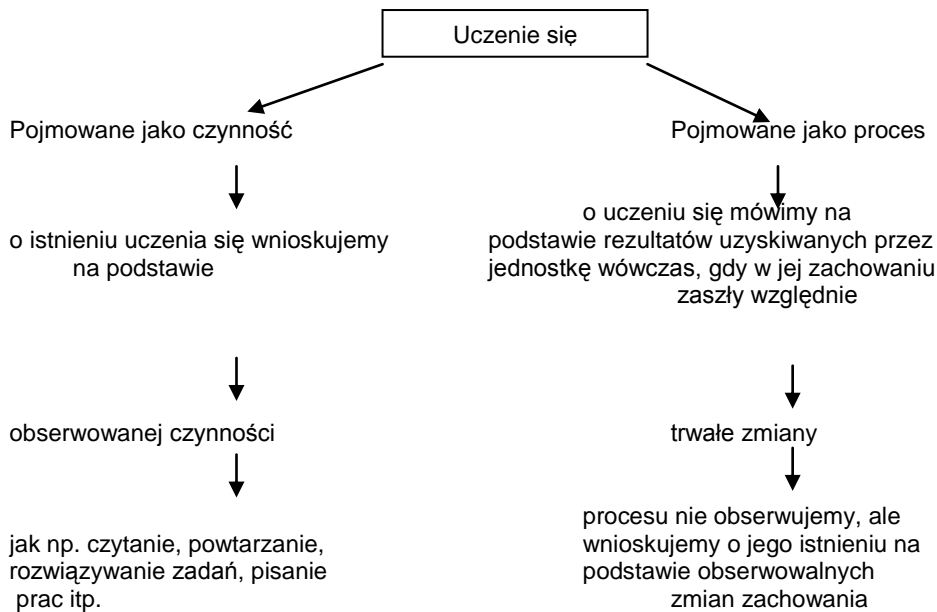 Uczenie się
Pojmowane jako czynność
o istnieniu uczenia się wnioskujemy
na podstawie
obserwowanej czynności
jak np. czytanie, powtarzanie,
rozwiązywanie zadań, pisanie
prac itp.
Pojmowane jako proces
o uczeniu się mówimy na
podstawie rezultatów uzyskiwanych przez
jednostkę wówczas, gdy w jej zachowaniu
zaszły względnie
trwałe zmiany
procesu nie obserwujemy, ale
wnioskujemy o jego istnieniu na
podstawie obserwowalnych
zmian zachowania